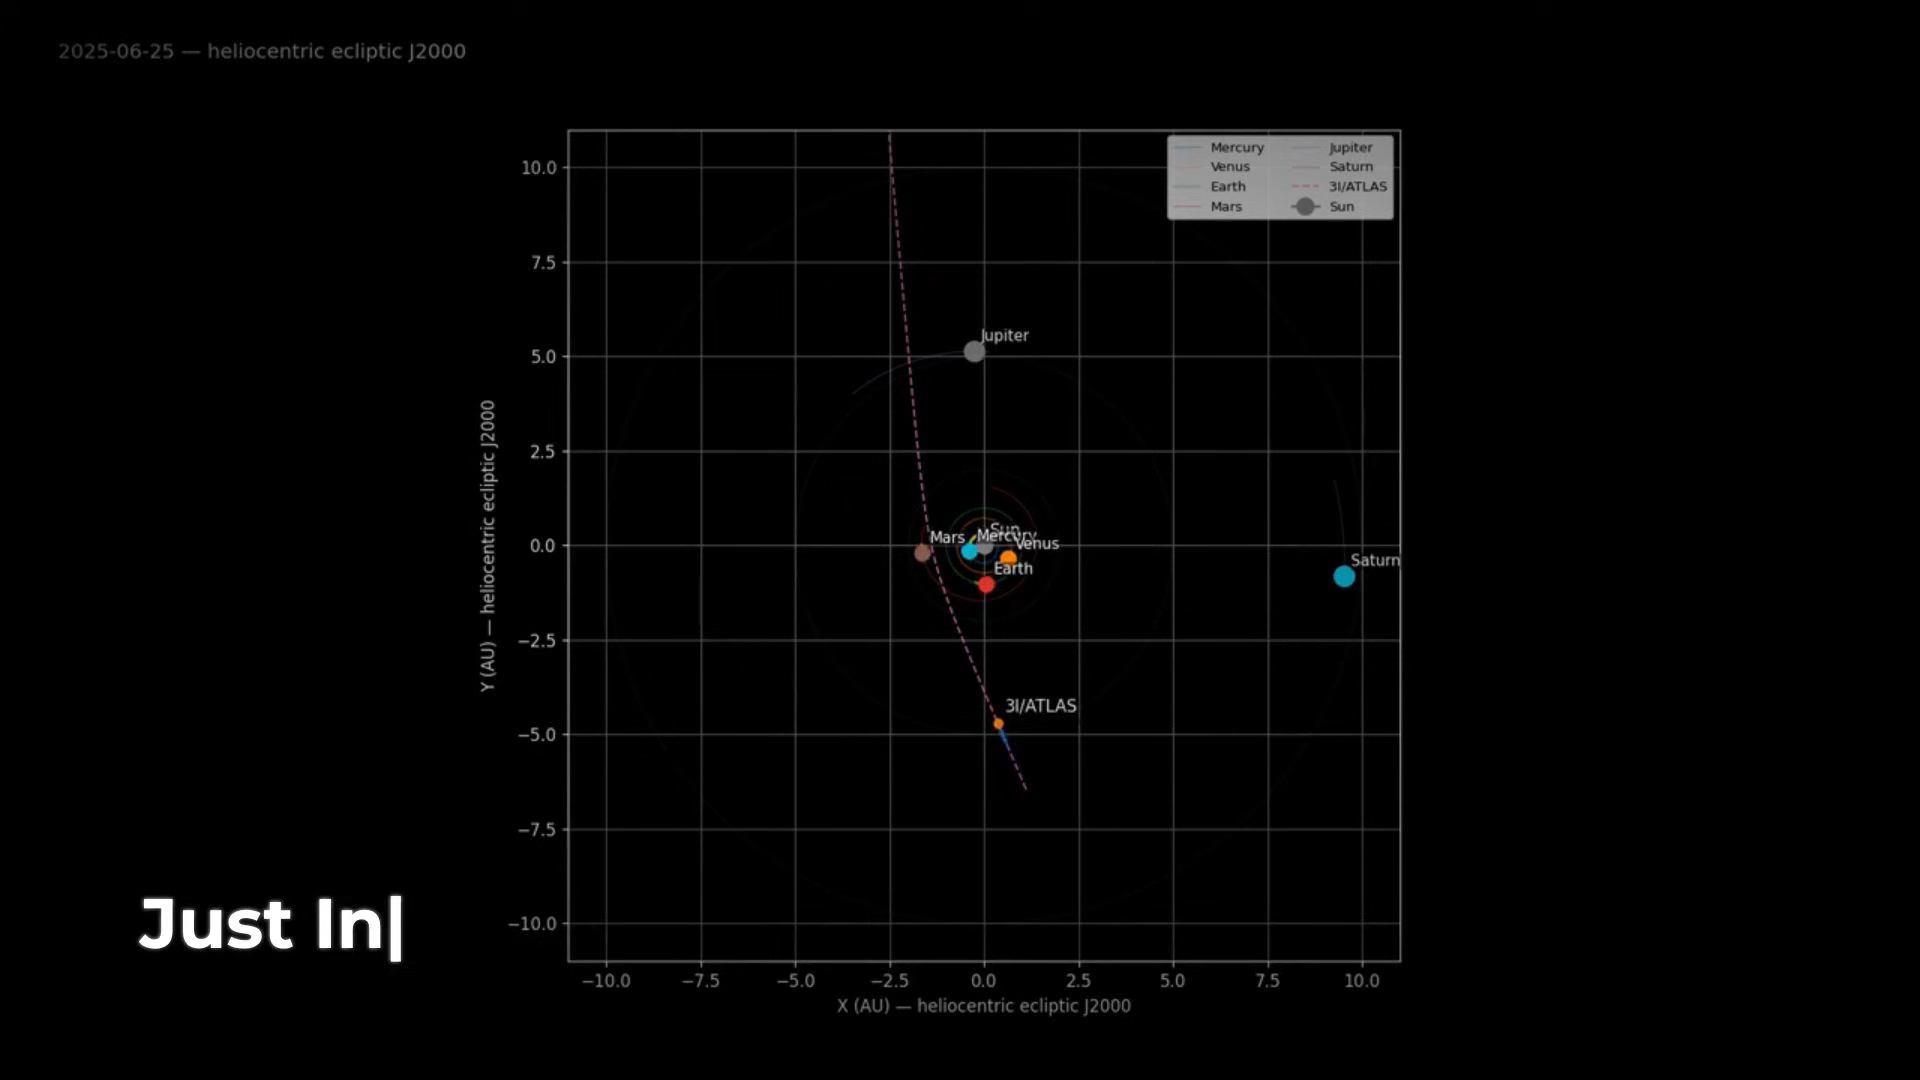 2025-06-25 — heliocentric ecliptic J2000
Mercury
Venus
Earth
Mars
Jupiter
Saturn
3I/ATLAS
Sun
10.0
7.5
5.0
2.5
0.0
−2.5
−5.0
−7.5
−10.0
Y (AU) — heliocentric ecliptic J2000
Jupiter
Sun
Mars
Mercury
Venus
Earth
Saturn
3I/ATLAS
Just In|
−10.0
−7.5
−5.0
−2.5
0.0
2.5
5.0
7.5
10.0
X (AU) — heliocentric ecliptic J2000